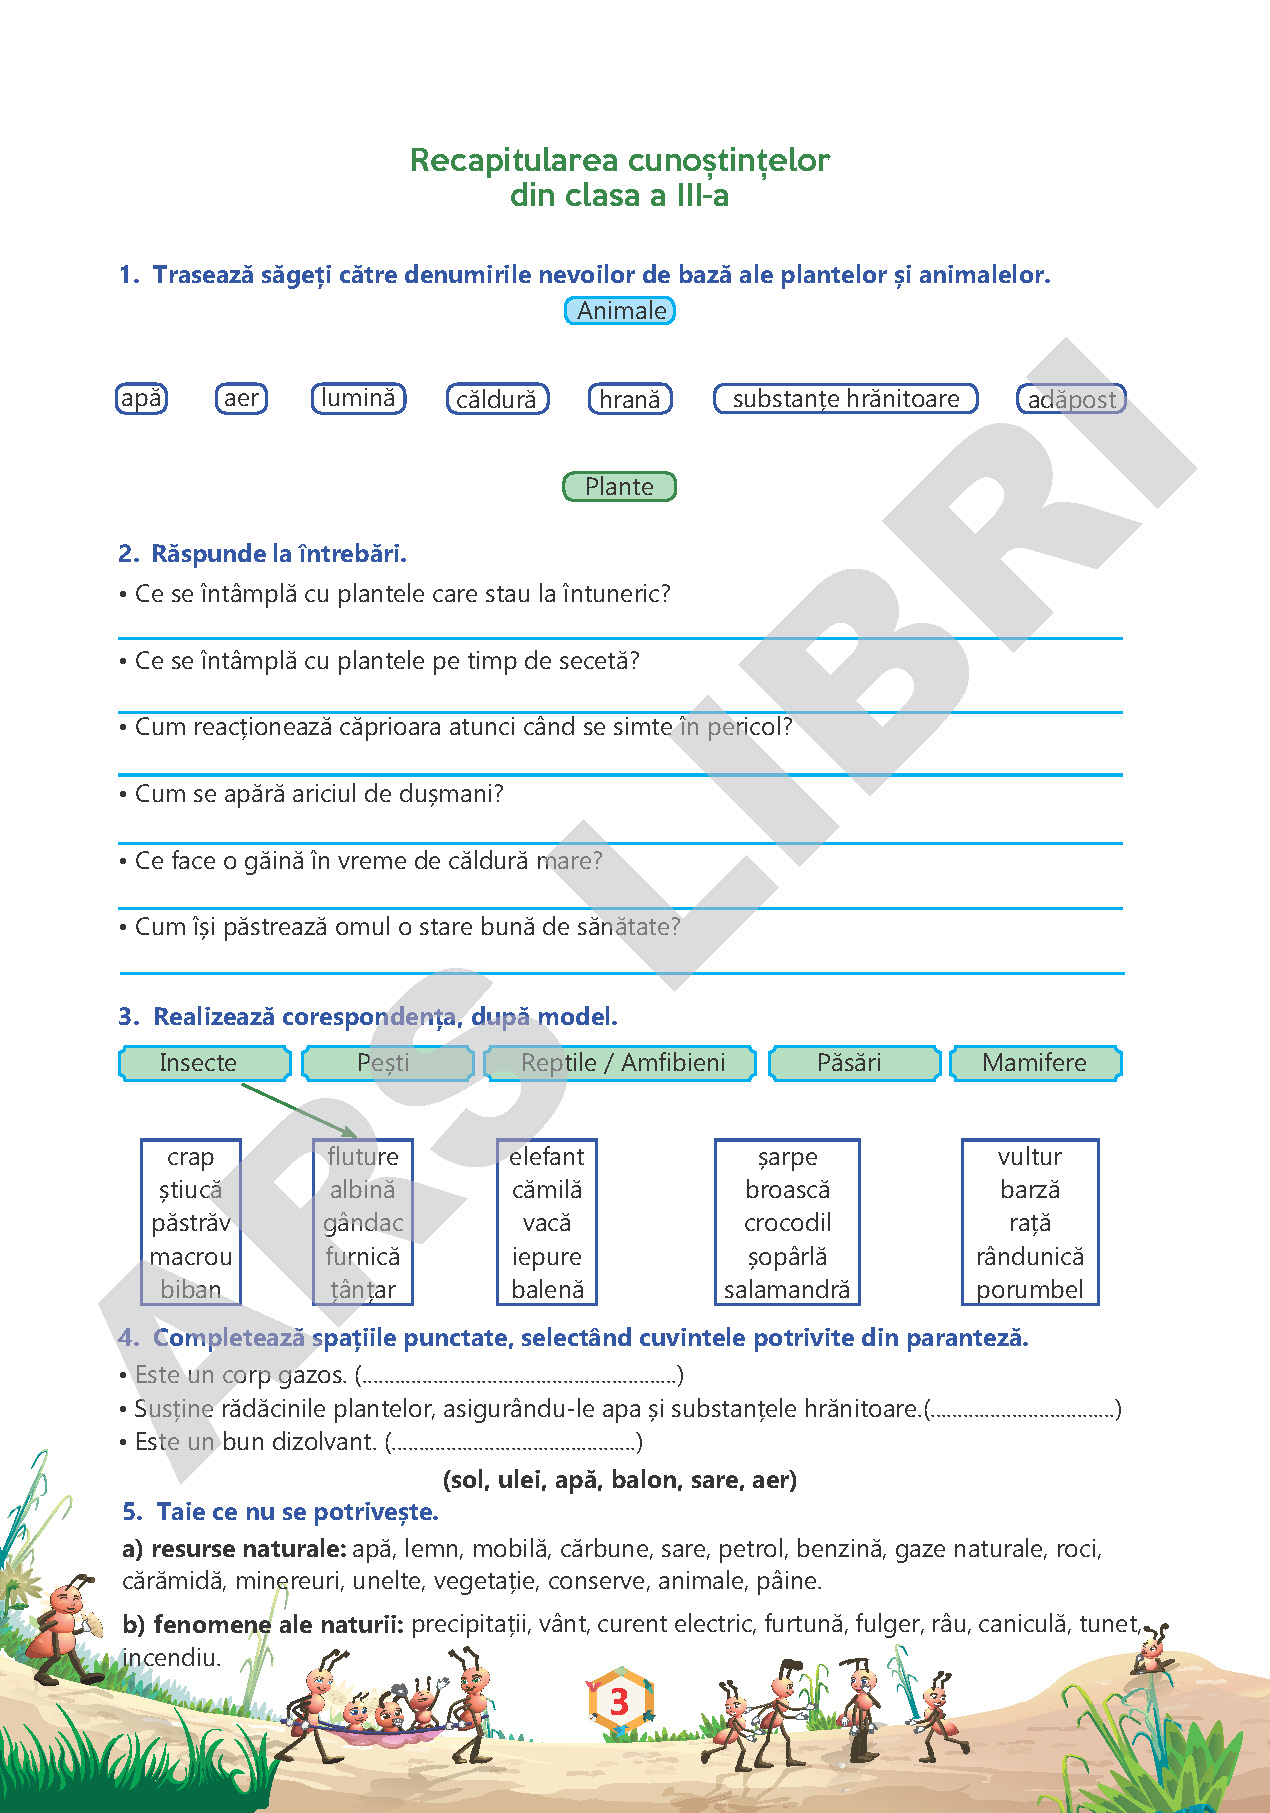 Recapitularea cunoștințelor
din clasa a III-a
1. Trasează săgeți către denumirile nevoilor de bază ale plantelor și animalelor.
Animale
apă aer lumină căldură hrană substanțe hrănitoare adăpost
Plante
2. Răspunde la întrebări.
• Ce se întâmplă cu plantele care stau la întuneric?
• Ce se întâmplă cu plantele pe timp de secetă?
• Cum reacționează căprioara atunci când se simte în pericol?
• Cum se apără ariciul de dușmani?
• Ce face o găină în vreme de căldură mare?
• Cum își păstrează omul o stare bună de sănătate?
3. Realizează corespondența, după model.
Insecte Pești Reptile / Amfibieni Păsări Mamifere
crap fluture elefant șarpe vultur
știucă albină cămilă broască barză
păstrăv gândac vacă crocodil rață
macrou furnică iepure șopârlă rândunică
biban țânțar balenă salamandră porumbel
4. Completează spațiile punctate, selectând cuvintele potrivite din paranteză.
• Este un corp gazos. (..........................................................)
• Susține rădăcinile plantelor, asigurându-le apa și substanțele hrănitoare.(..................................)
• Este un bun dizolvant. (.............................................)
(sol, ulei, apă, balon, sare, aer)
5. Taie ce nu se potrivește.
a) resurse naturale: apă, lemn, mobilă, cărbune, sare, petrol, benzină, gaze naturale, roci,
cărămidă, minereuri, unelte, vegetație, conserve, animale, pâine.
b) fenomene ale naturii: precipitații, vânt, curent electric, furtună, fulger, râu, caniculă, tunet,
incendiu.
3
ARS LIBRI